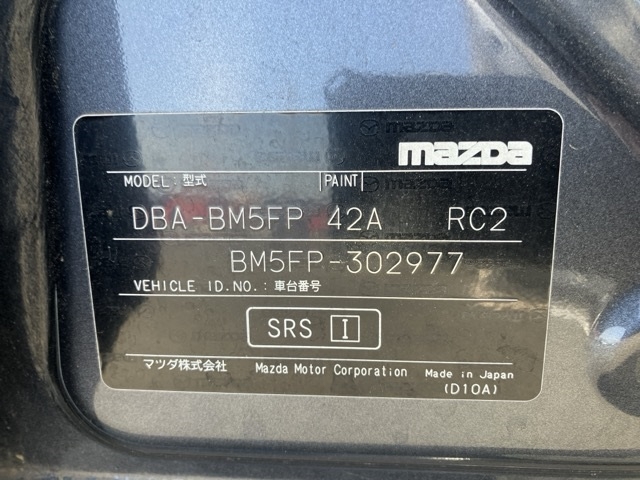 mazda
MODEL:型式 PAINT
DBA-BM5FP 42A RC2
BM5FP-302977
VEHICLE ID.NO.:車台番号
SRS I
マツダ株式会社 Mazda Motor Corporation Made in Japan
(D10A)